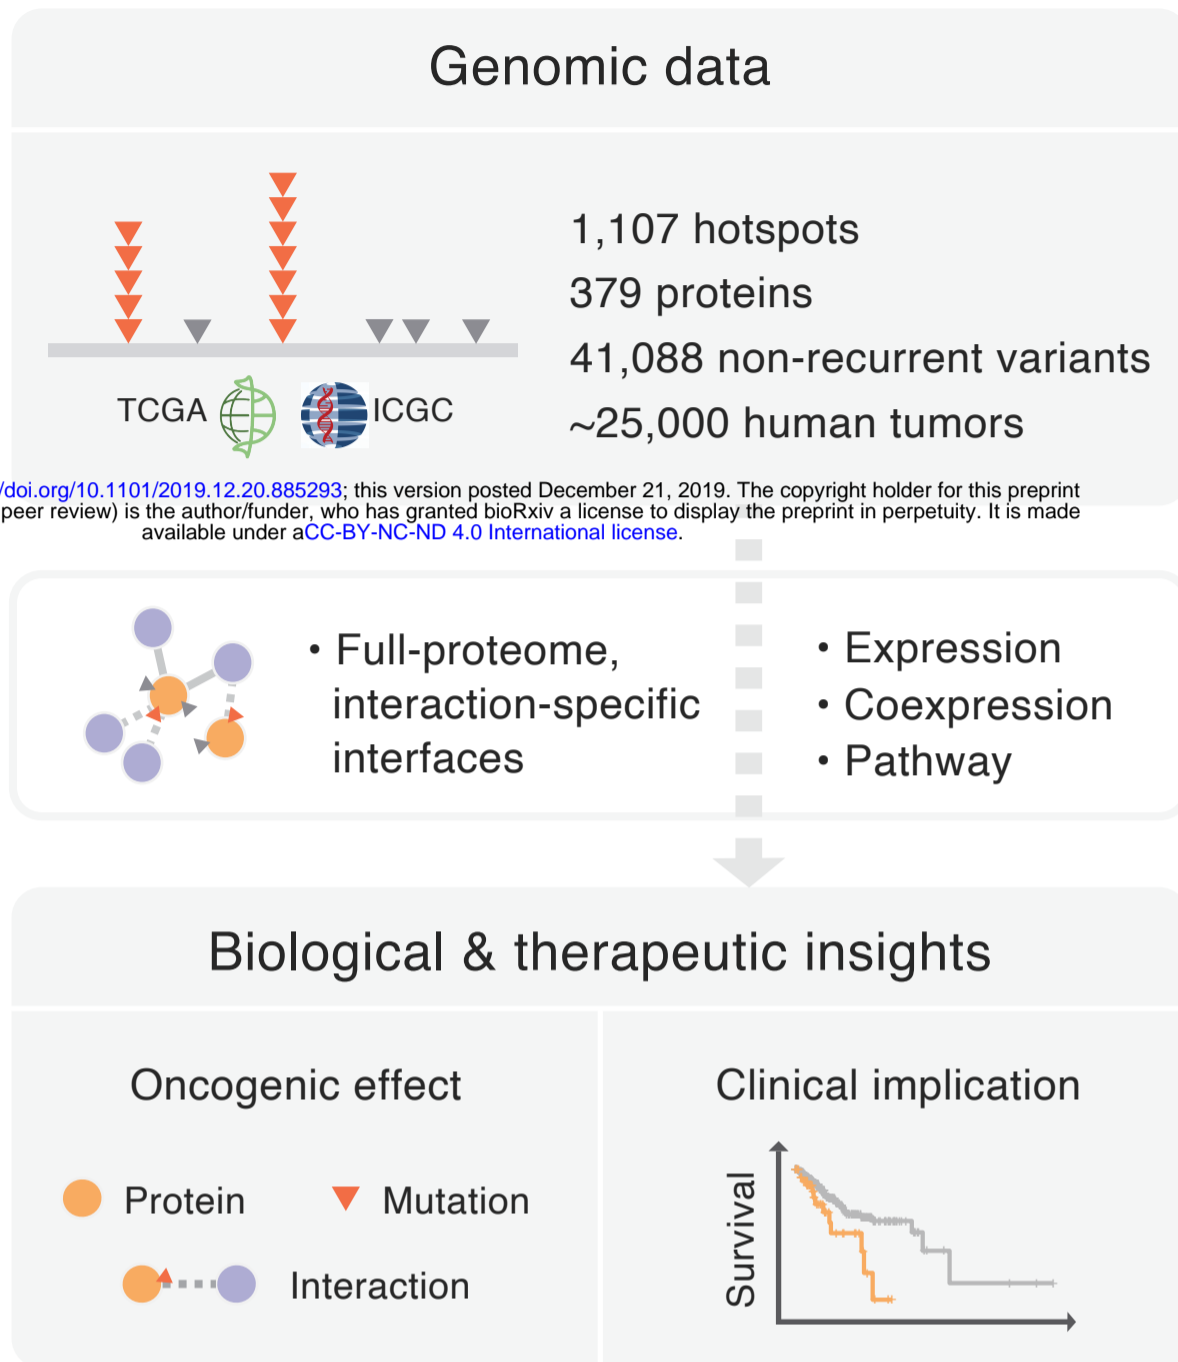 Genomic data
1,107 hotspots
379 proteins
41,088 non-recurrent variants
~25,000 human tumors
TCGA
ICGC
/doi.org/10.1101/2019.12.20.885293; this version posted December 21, 2019. The copyright holder for this preprint
peer review) is the author/funder, who has granted bioRxiv a license to display the preprint in perpetuity. It is made
available under aCC-BY-NC-ND 4.0 International license.
• Full-proteome,
interaction-specific
interfaces
• Expression
• Coexpression
• Pathway
Biological & therapeutic insights
Oncogenic effect
Protein
Mutation
Interaction
Clinical implication
Survival